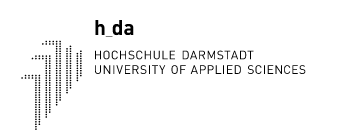 h_da
HOCHSCHULE DARMSTADT
UNIVERSITY OF APPLIED SCIENCES